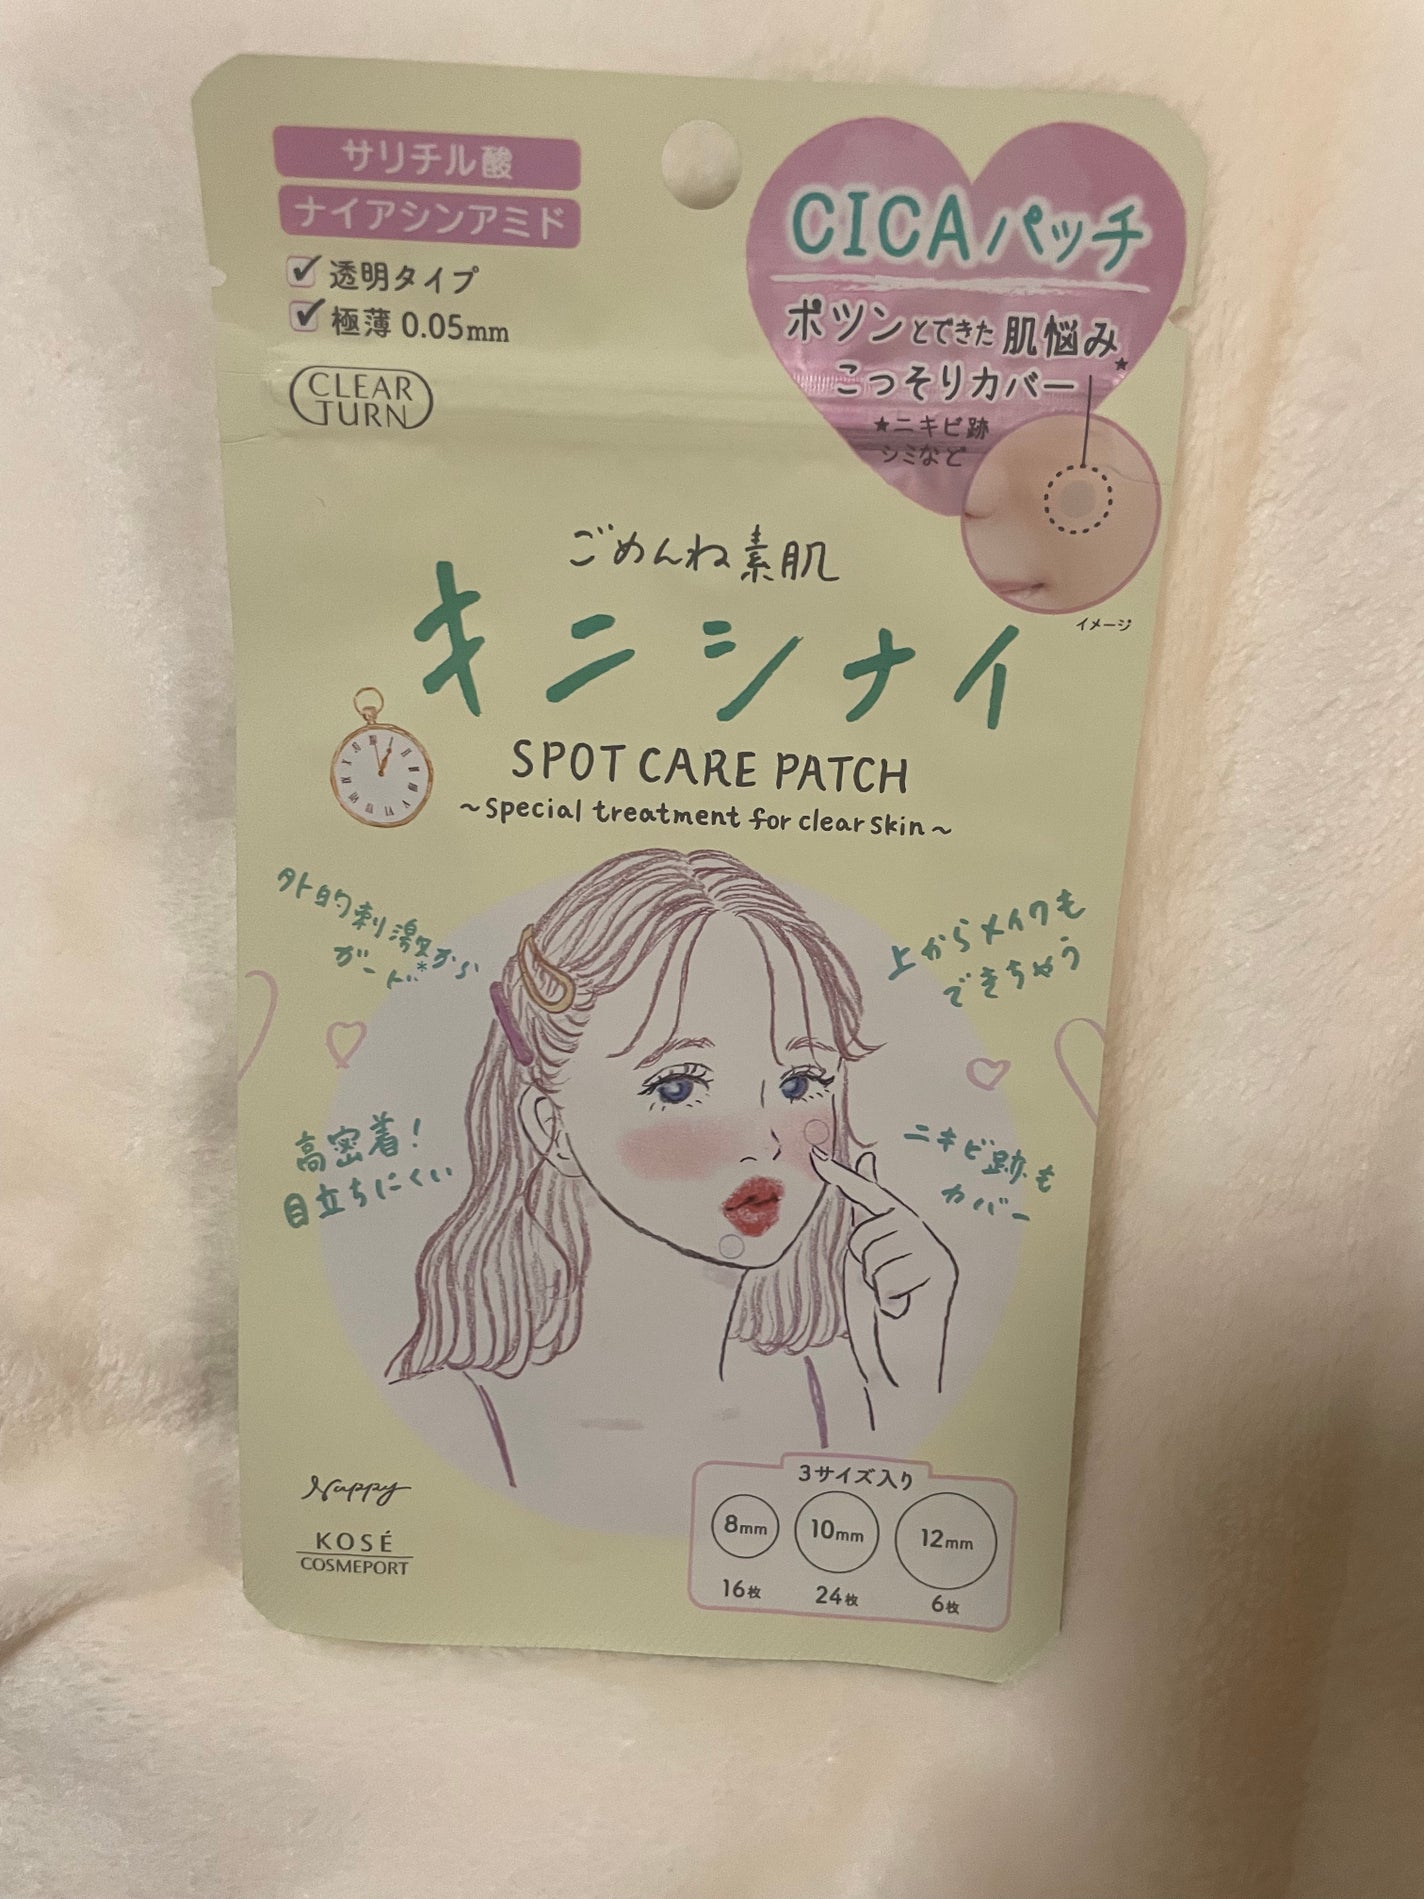 サリチル酸
ナイアシンアミド
透明タイプ
極薄 0.05mm
CLEAR
TURN
CICAパッチ
ポツンとできた肌悩み★
こっそりカバー
★ニキビ跡
シミなど
イメージ
ごめんね素肌
キニシナイ
SPOT CARE PATCH
~special treatment for clear skin~
外的刺激から
ガード*
上からメイクも
できちゃう
高密着!
目立ちにくい
ニキビ跡も
カバー
Nappy
KOSÉ
COSMEPORT
3サイズ入り
8mm 10mm 12mm
16枚 24枚 6枚